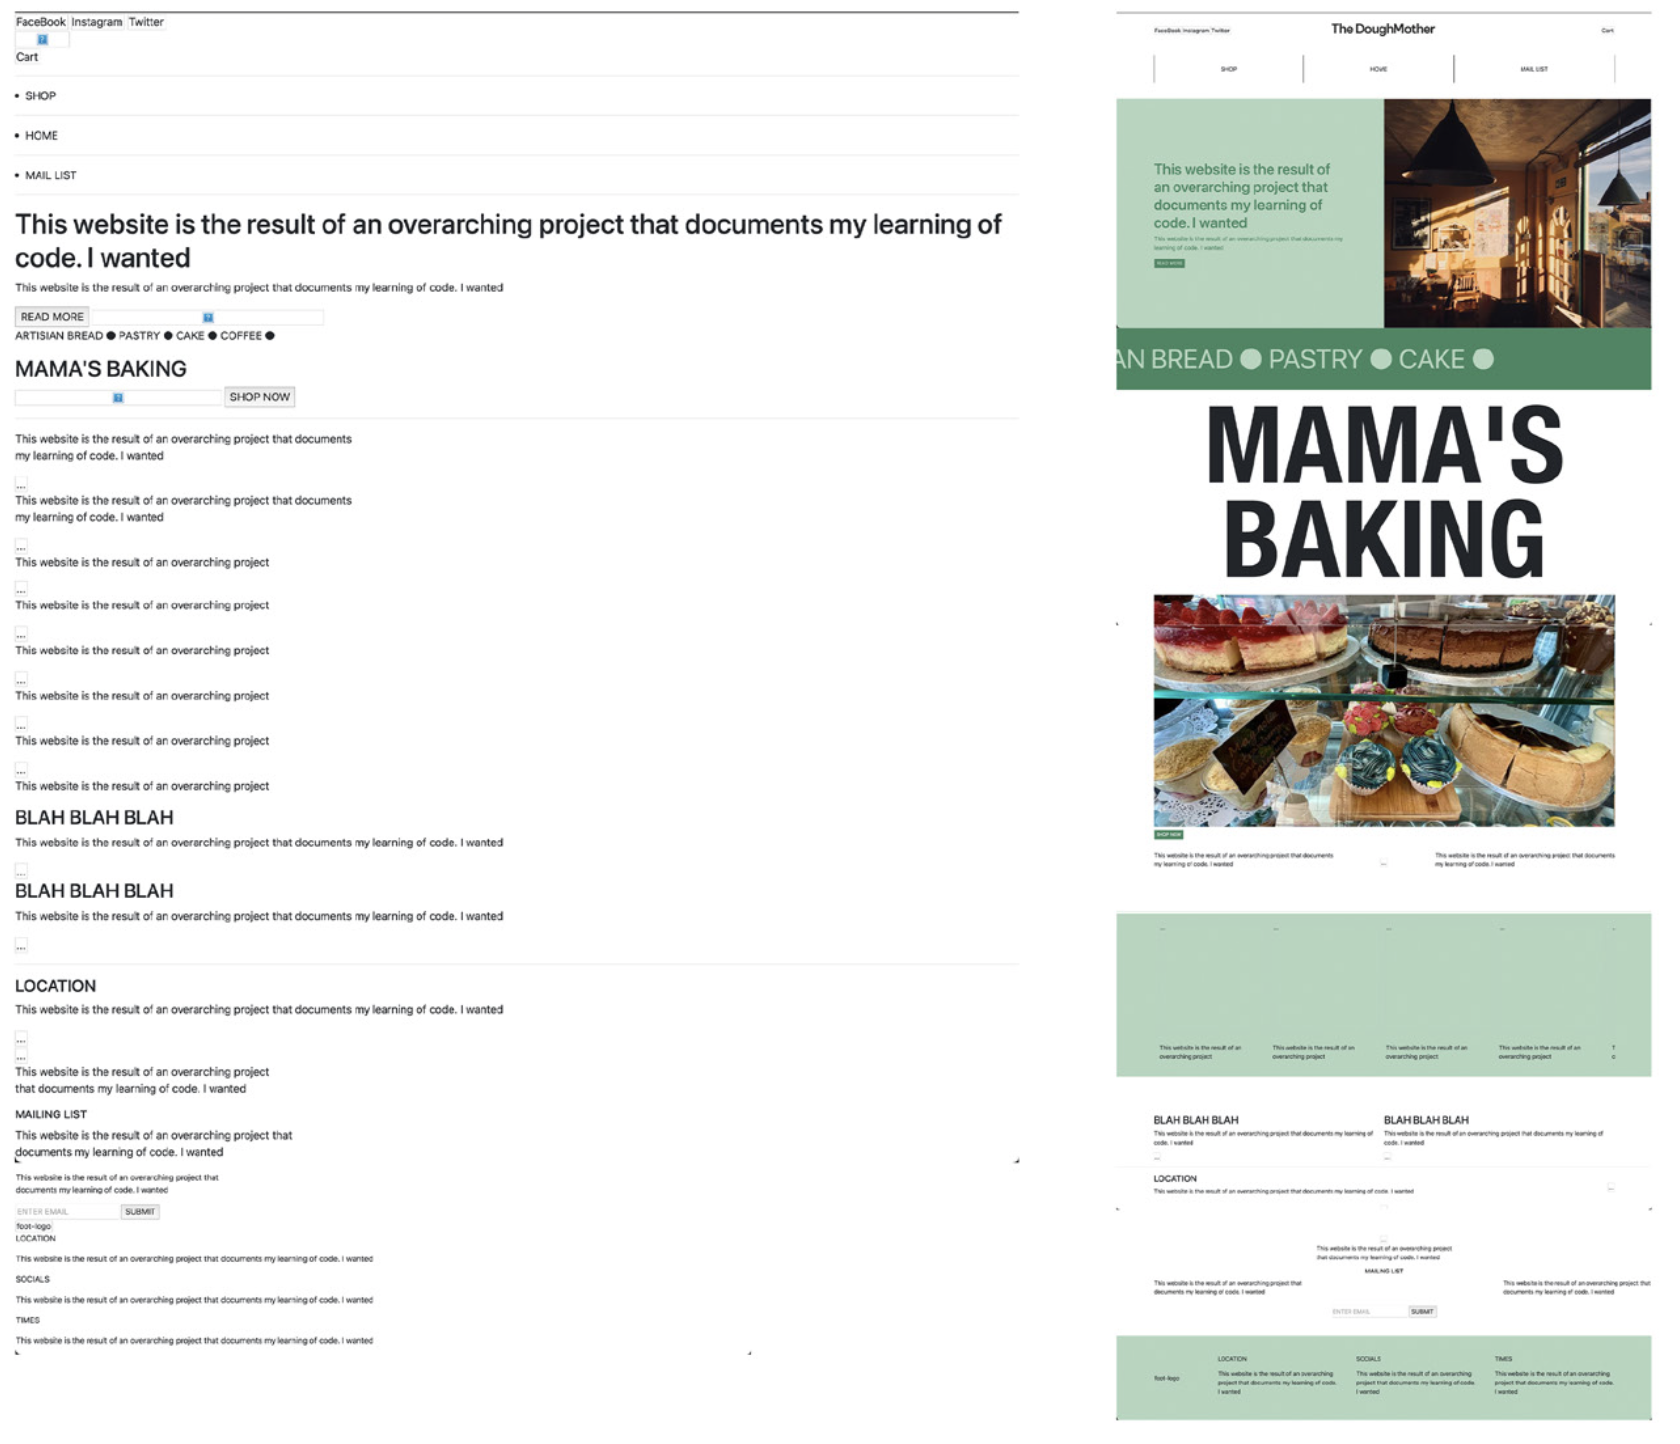 FaceBook Instagram Twitter
Cart
• SHOP
• HOME
• MAIL LIST
This website is the result of an overarching project that documents my learning of
code. I wanted
This website is the result of an overarching project that documents my learning of code. I wanted
READ MORE
ARTISIAN BREAD ● PASTRY ● CAKE ● COFFEE ●
MAMA'S BAKING
SHOP NOW
This website is the result of an overarching project that documents
my learning of code. I wanted
...
This website is the result of an overarching project that documents
my learning of code. I wanted
...
This website is the result of an overarching project
...
This website is the result of an overarching project
...
This website is the result of an overarching project
...
This website is the result of an overarching project
...
This website is the result of an overarching project
...
This website is the result of an overarching project
BLAH BLAH BLAH
This website is the result of an overarching project that documents my learning of code. I wanted
...
BLAH BLAH BLAH
This website is the result of an overarching project that documents my learning of code. I wanted
...
LOCATION
This website is the result of an overarching project that documents my learning of code. I wanted
...
...
This website is the result of an overarching project
that documents my learning of code. I wanted
MAILING LIST
This website is the result of an overarching project that
documents my learning of code. I wanted
This website is the result of an overarching project that
documents my learning of code. I wanted
ENTER EMAIL SUBMIT
foot-logo
LOCATION
This website is the result of an overarching project that documents my learning of code. I wanted
SOCIALS
This website is the result of an overarching project that documents my learning of code. I wanted
TIMES
This website is the result of an overarching project that documents my learning of code. I wanted
FaceBook Instagram Twitter
The DoughMother
Cart
SHOP
HOME
MAIL LIST
This website is the result of
an overarching project that
documents my learning of
code. I wanted
This website is the result of an overarching project that documents my
learning of code. I wanted
READ MORE
AN BREAD ● PASTRY ● CAKE ●
MAMA'S
BAKING
SHOP NOW
This website is the result of an overarching project that documents
my learning of code. I wanted
...
This website is the result of an overarching project that documents
my learning of code. I wanted
This website is the result of an
overarching project
This website is the result of an
overarching project
This website is the result of an
overarching project
This website is the result of an
overarching project
T
o
BLAH BLAH BLAH
This website is the result of an overarching project that documents my learning of
code. I wanted
...
BLAH BLAH BLAH
This website is the result of an overarching project that documents my learning of
code. I wanted
...
LOCATION
This website is the result of an overarching project that documents my learning of code. I wanted
...
...
This website is the result of an overarching project
that documents my learning of code. I wanted
MAILING LIST
This website is the result of an overarching project that
documents my learning of code. I wanted
This website is the result of an overarching project that
documents my learning of code. I wanted
ENTER EMAIL SUBMIT
foot-logo
LOCATION
This website is the result of an overarching
project that documents my learning of code.
I wanted
SOCIALS
This website is the result of an overarching
project that documents my learning of code.
I wanted
TIMES
This website is the result of an overarching
project that documents my learning of code.
I wanted